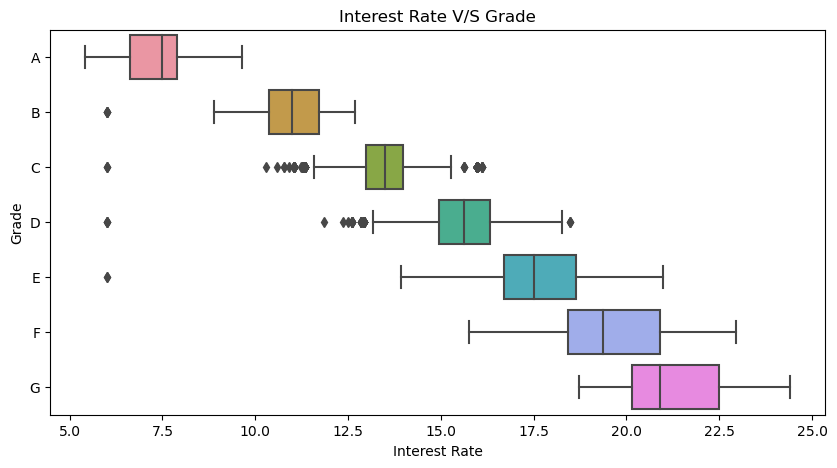 Interest Rate V/S Grade
Grade
A
B
C
D
E
F
G
5.0 7.5 10.0 12.5 15.0 17.5 20.0 22.5 25.0
Interest Rate